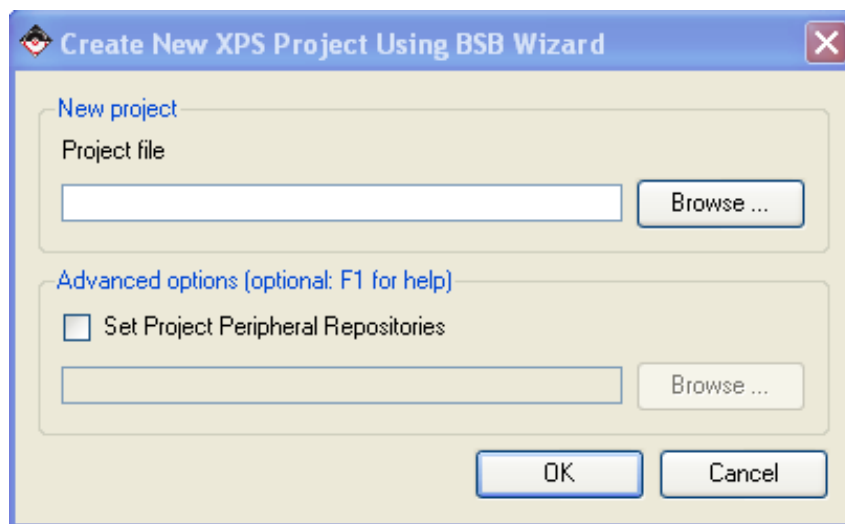 Create New XPS Project Using BSB Wizard
New project
Project file
Browse ...
Advanced options (optional: F1 for help)
Set Project Peripheral Repositories
Browse ...
OK Cancel